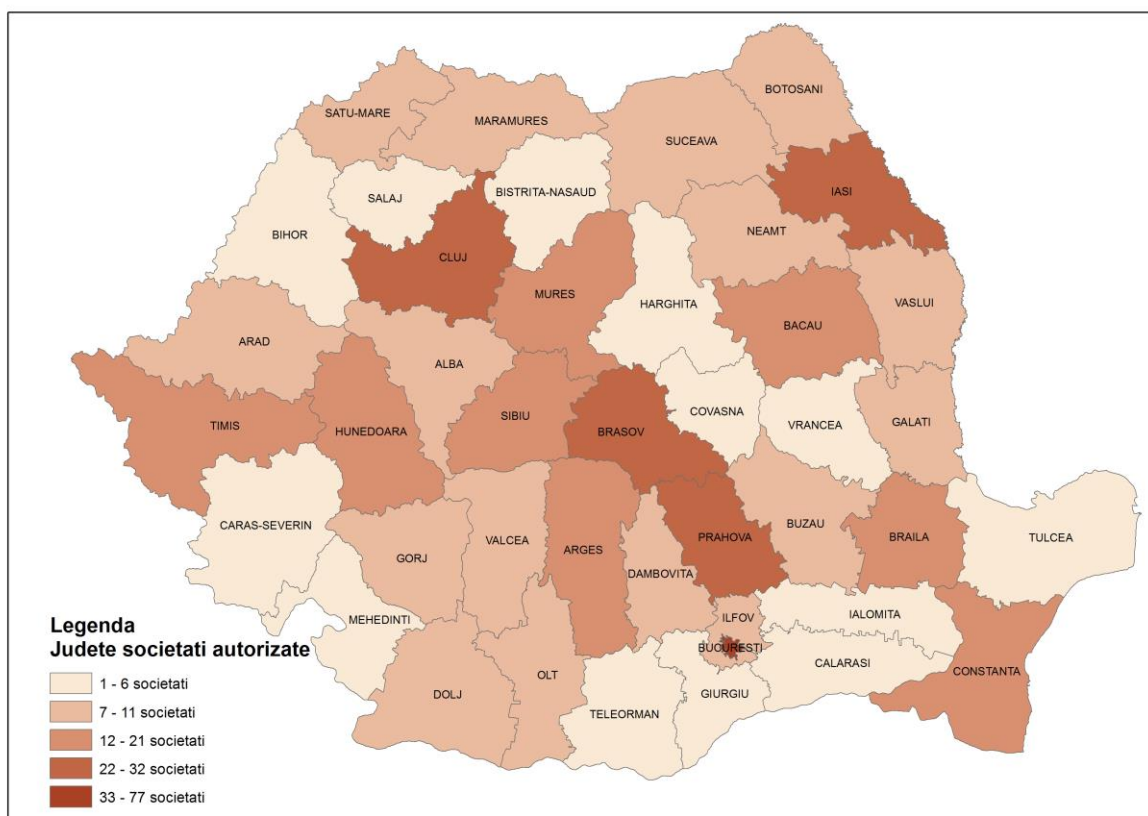 BOTOSANI
SATU-MARE
MARAMURES
SUCEAVA
IASI
SALAJ
BISTRITA-NASAUD
BIHOR
NEAMT
CLUJ
MURES
HARGHITA
VASLUI
BACAU
ARAD
ALBA
COVASNA
SIBIU
VRANCEA
GALATI
TIMIS
HUNEDOARA
BRASOV
CARAS-SEVERIN
BUZAU
PRAHOVA
BRAILA
TULCEA
VALCEA
ARGES
GORJ
DAMBOVITA
ILFOV
IALOMITA
MEHEDINTI
BUCURESTI
CALARASI
CONSTANTA
OLT
DOLJ
GIURGIU
TELEORMAN
Legenda
Judete societati autorizate
1 - 6 societati
7 - 11 societati
12 - 21 societati
22 - 32 societati
33 - 77 societati